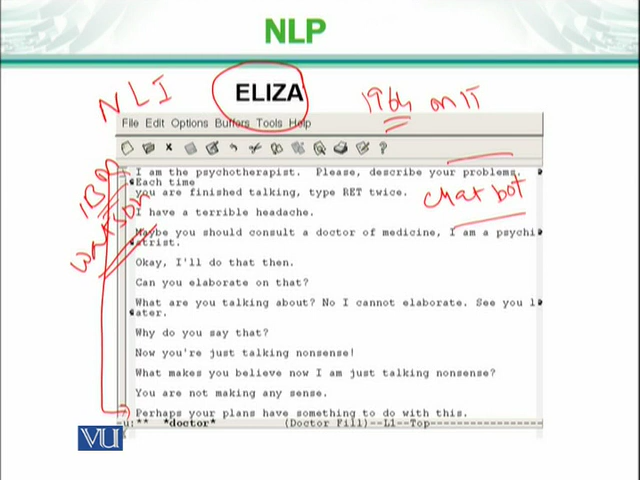 NLP
NLI
ELIZA
1964
chat bot
IBM
Watson
File Edit Options Buffers Tools Help
I am the psychotherapist.  Please, describe your problems.
Each time
you are finished talking, type RET twice.
I have a terrible headache.
Maybe you should consult a doctor of medicine, I am a psychi
atrist.
Okay, I'll do that then.
Can you elaborate on that?
What are you talking about? No I cannot elaborate. See you l
ater.
Why do you say that?
Now you're just talking nonsense!
What makes you believe now I am just talking nonsense?
You are not making any sense.
Perhaps your plans have something to do with this.
-u:**  *doctor*        (Doctor Fill)--L1--Top
VU